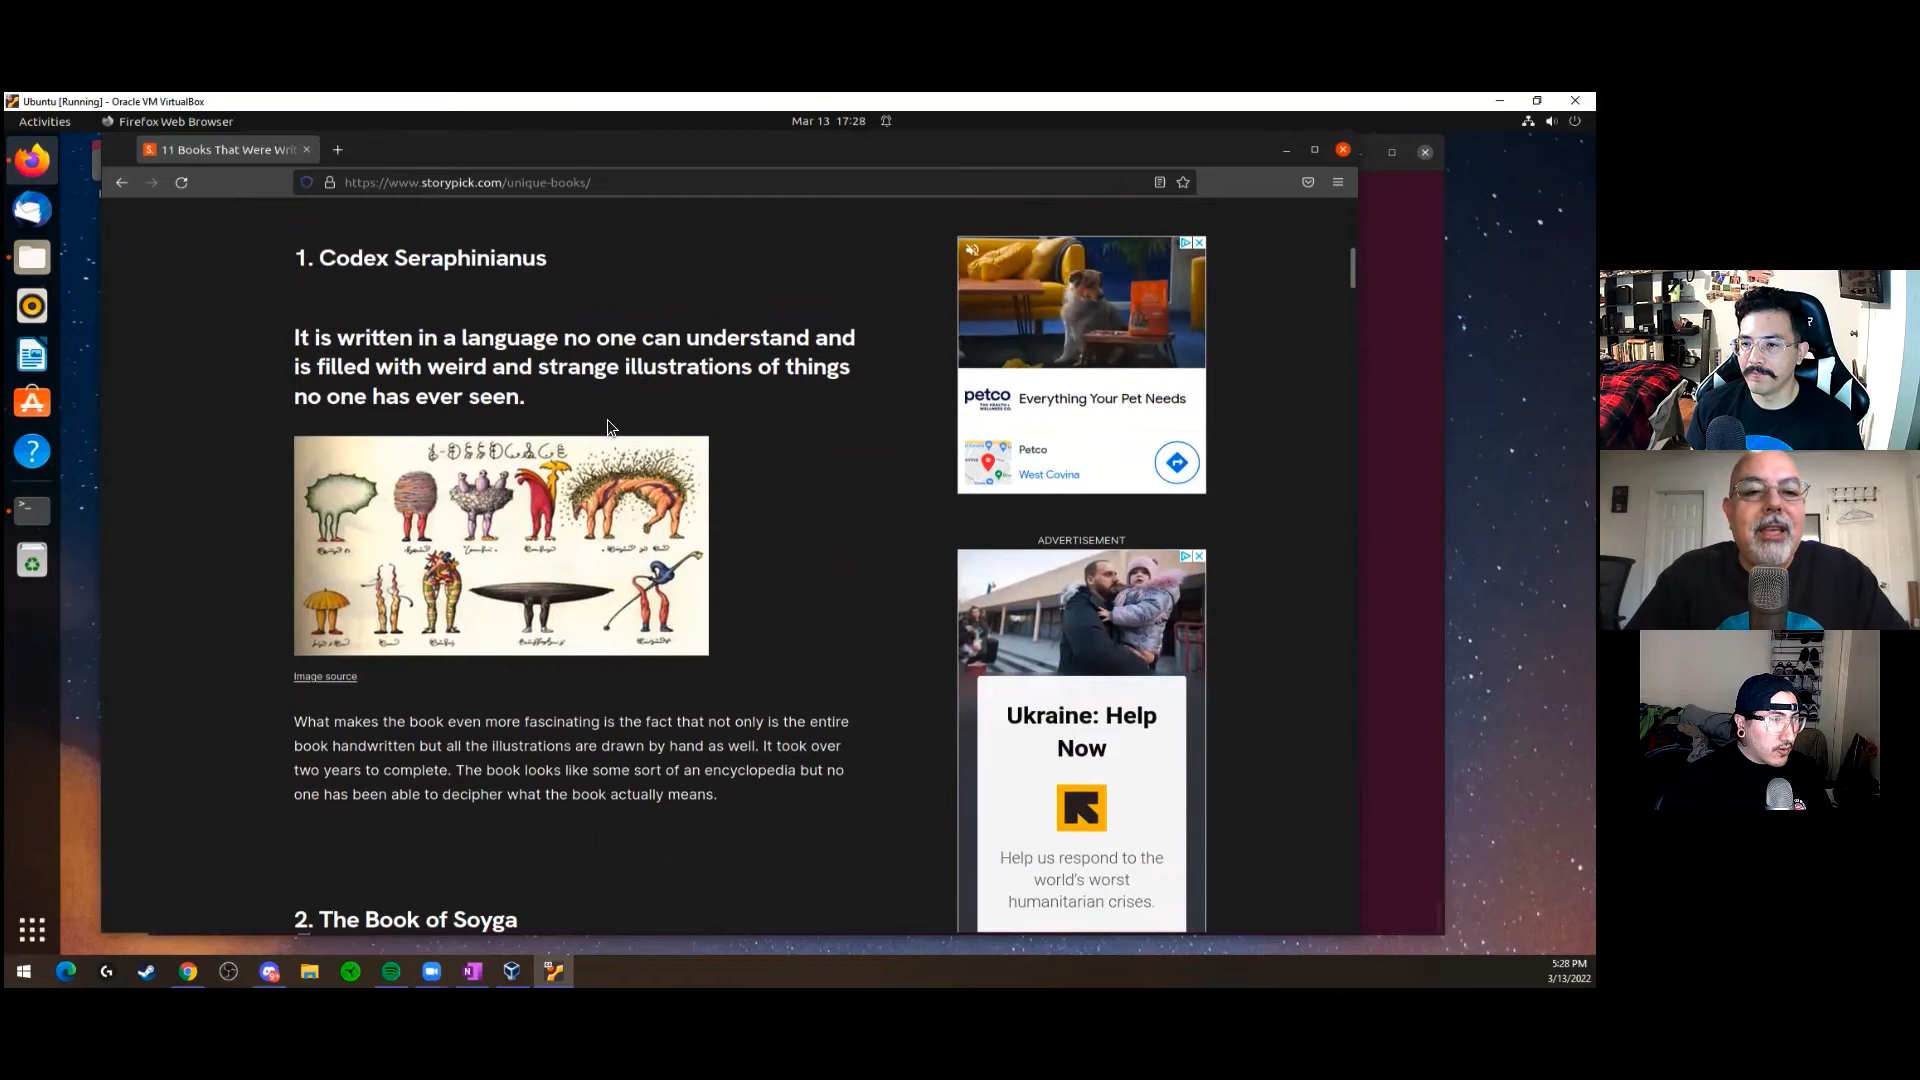 Ubuntu [Running] - Oracle VM VirtualBox
Activities
Firefox Web Browser
Mar 13 17:28
11 Books That Were Writ
https://www.storypick.com/unique-books/
1. Codex Seraphinianus
It is written in a language no one can understand and
is filled with weird and strange illustrations of things
no one has ever seen.
Image source
What makes the book even more fascinating is the fact that not only is the entire
book handwritten but all the illustrations are drawn by hand as well. It took over
two years to complete. The book looks like some sort of an encyclopedia but no
one has been able to decipher what the book actually means.
2. The Book of Soyga
petco
THE HEALTH +
WELLNESS CO.
Everything Your Pet Needs
Petco
West Covina
ADVERTISEMENT
Ukraine: Help
Now
Help us respond to the
world's worst
humanitarian crises.
5:28 PM
3/13/2022